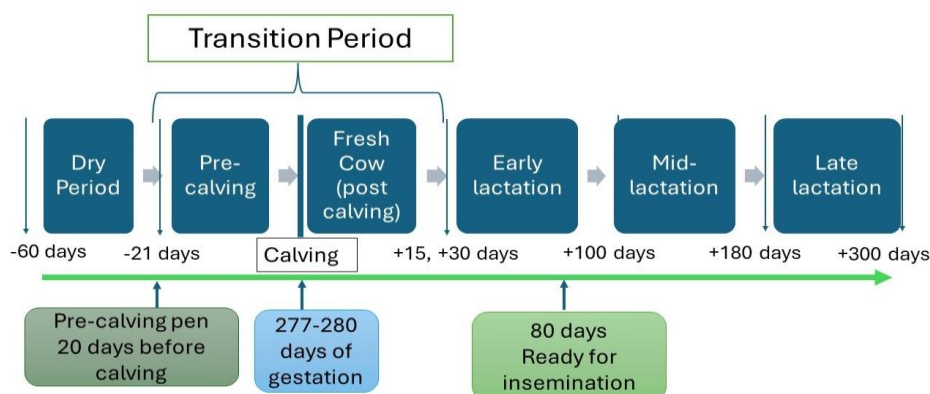 Transition Period
Dry
Period
Pre-
calving
Fresh
Cow
(post
calving)
Early
lactation
Mid-
lactation
Late
lactation
-60 days
-21 days
Calving
+15, +30 days
+100 days
+180 days
+300 days
Pre-calving pen
20 days before
calving
277-280
days of
gestation
80 days
Ready for
insemination